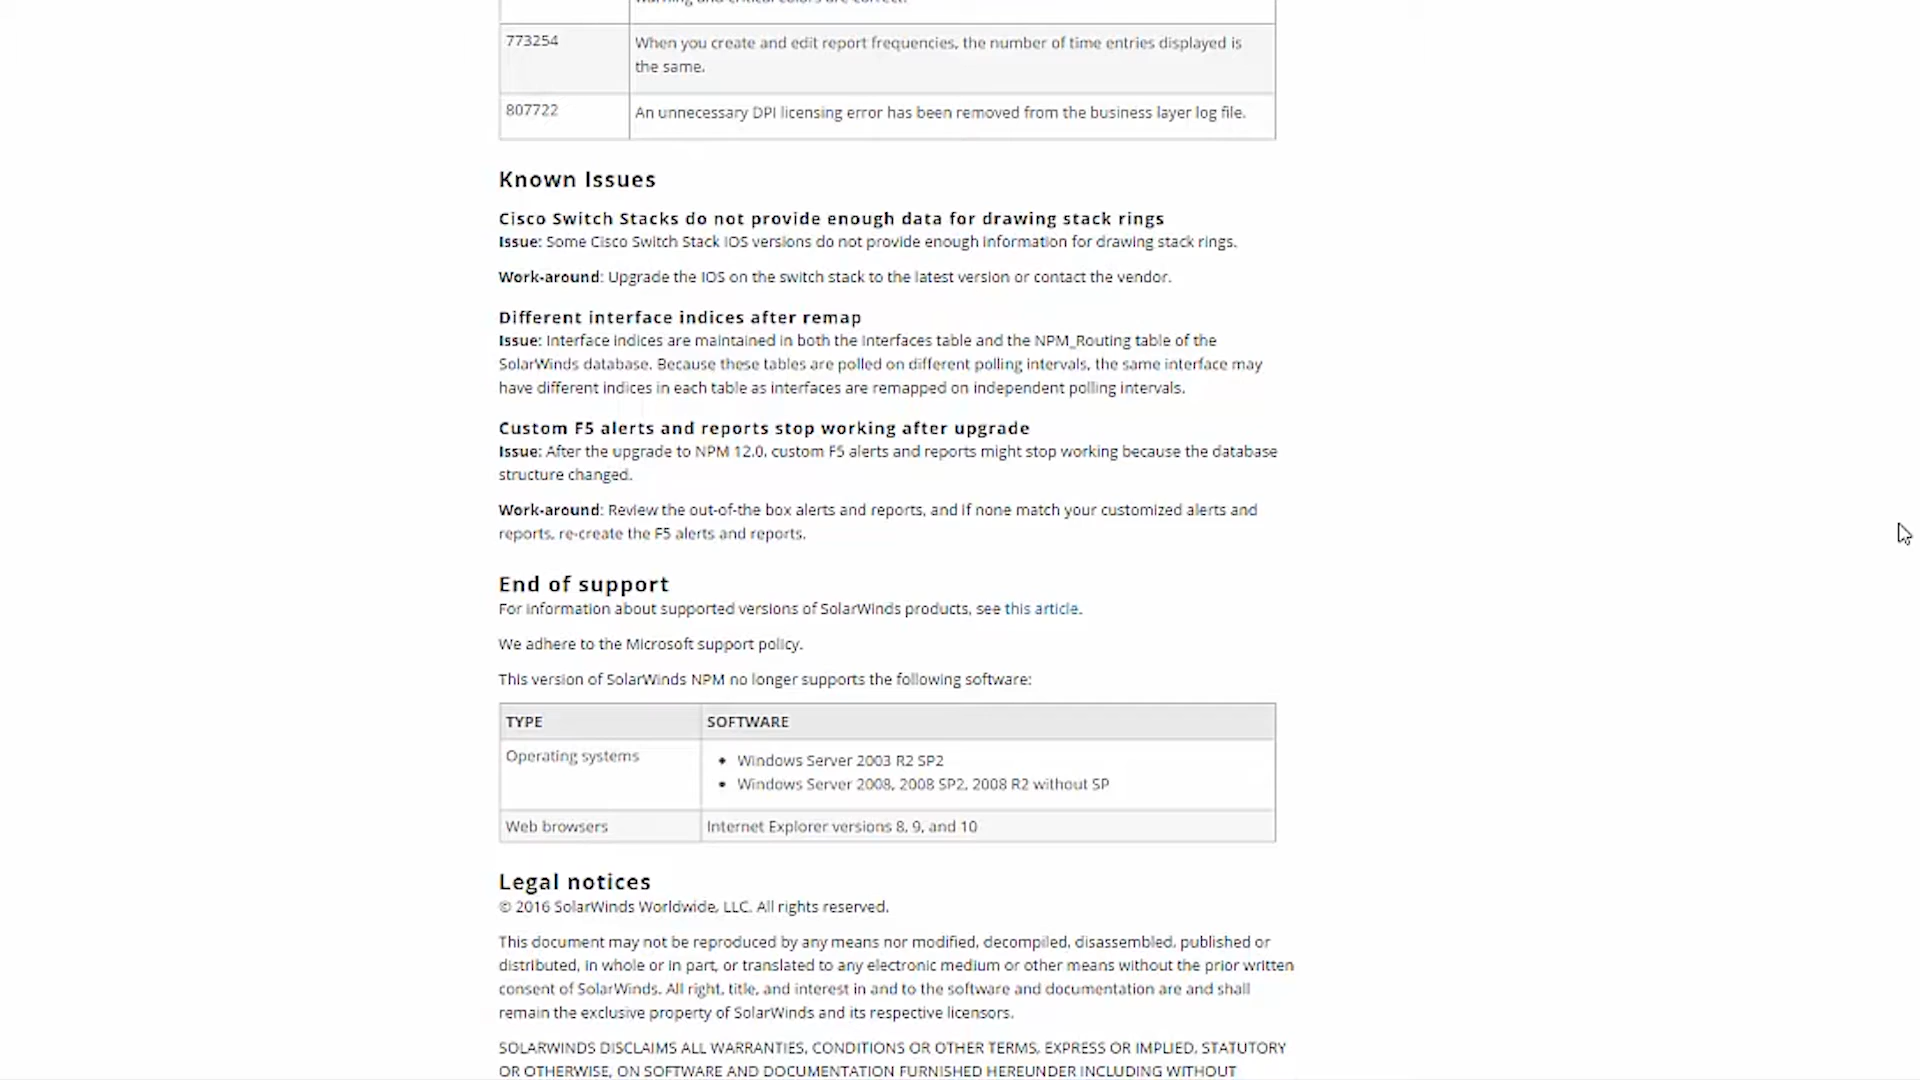 warning and critical colors are correct.
773254
When you create and edit report frequencies, the number of time entries displayed is
the same.
807722
An unnecessary DPI licensing error has been removed from the business layer log file.
Known Issues
Cisco Switch Stacks do not provide enough data for drawing stack rings
Issue: Some Cisco Switch Stack IOS versions do not provide enough information for drawing stack rings.
Work-around: Upgrade the IOS on the switch stack to the latest version or contact the vendor.
Different interface indices after remap
Issue: Interface indices are maintained in both the Interfaces table and the NPM_Routing table of the
SolarWinds database. Because these tables are polled on different polling intervals, the same interface may
have different indices in each table as interfaces are remapped on independent polling intervals.
Custom F5 alerts and reports stop working after upgrade
Issue: After the upgrade to NPM 12.0, custom F5 alerts and reports might stop working because the database
structure changed.
Work-around: Review the out-of-the box alerts and reports, and if none match your customized alerts and
reports, re-create the F5 alerts and reports.
End of support
For information about supported versions of SolarWinds products, see this article.
We adhere to the Microsoft support policy.
This version of SolarWinds NPM no longer supports the following software:
TYPE
SOFTWARE
Operating systems
• Windows Server 2003 R2 SP2
• Windows Server 2008, 2008 SP2, 2008 R2 without SP
Web browsers
Internet Explorer versions 8, 9, and 10
Legal notices
© 2016 SolarWinds Worldwide, LLC. All rights reserved.
This document may not be reproduced by any means nor modified, decompiled, disassembled, published or
distributed, in whole or in part, or translated to any electronic medium or other means without the prior written
consent of SolarWinds. All right, title, and interest in and to the software and documentation are and shall
remain the exclusive property of SolarWinds and its respective licensors.
SOLARWINDS DISCLAIMS ALL WARRANTIES, CONDITIONS OR OTHER TERMS, EXPRESS OR IMPLIED, STATUTORY
OR OTHERWISE, ON SOFTWARE AND DOCUMENTATION FURNISHED HEREUNDER INCLUDING WITHOUT